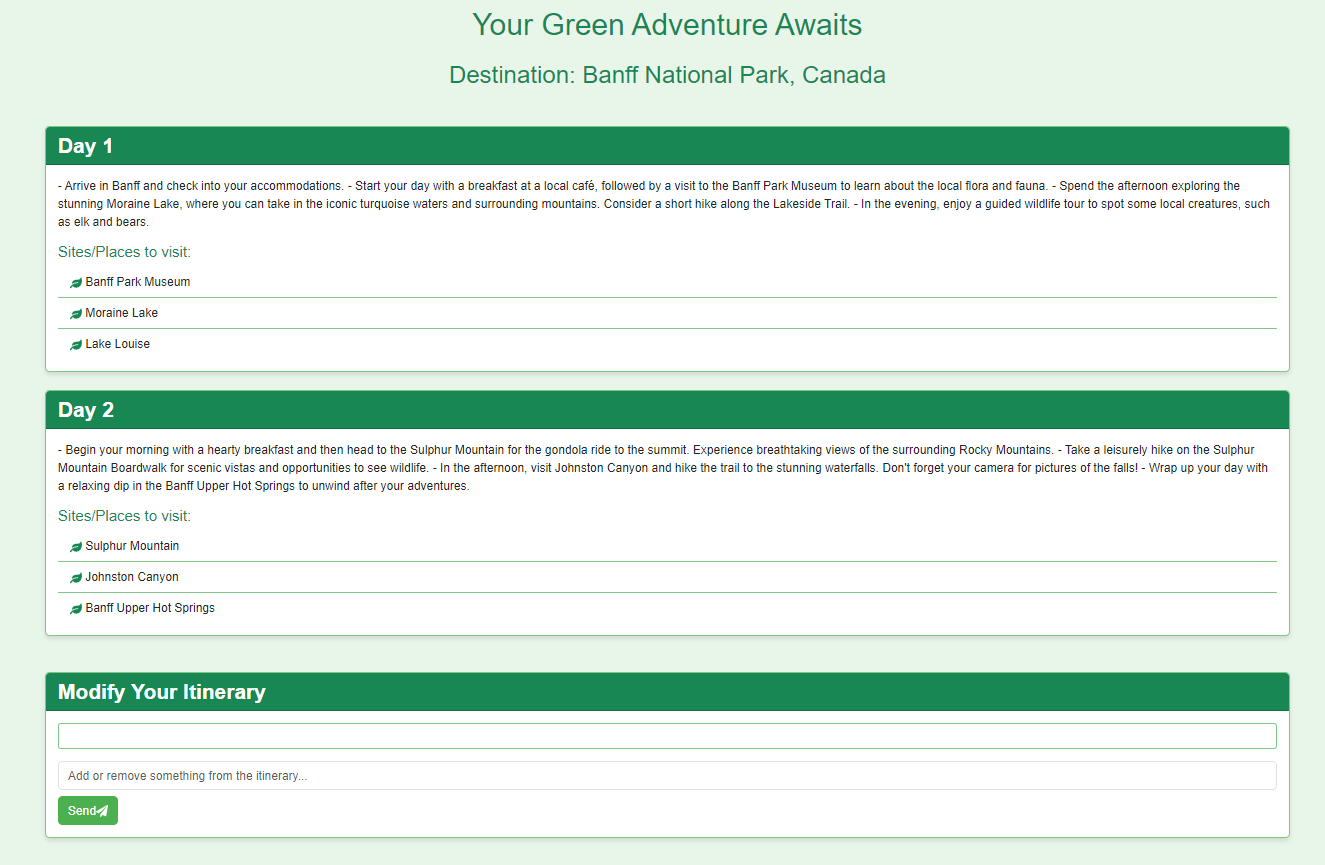 Your Green Adventure Awaits
Destination: Banff National Park, Canada
Day 1
- Arrive in Banff and check into your accommodations. - Start your day with a breakfast at a local café, followed by a visit to the Banff Park Museum to learn about the local flora and fauna. - Spend the afternoon exploring the
stunning Moraine Lake, where you can take in the iconic turquoise waters and surrounding mountains. Consider a short hike along the Lakeside Trail. - In the evening, enjoy a guided wildlife tour to spot some local creatures, such
as elk and bears.
Sites/Places to visit:
Banff Park Museum
Moraine Lake
Lake Louise
Day 2
- Begin your morning with a hearty breakfast and then head to the Sulphur Mountain for the gondola ride to the summit. Experience breathtaking views of the surrounding Rocky Mountains. - Take a leisurely hike on the Sulphur
Mountain Boardwalk for scenic vistas and opportunities to see wildlife. - In the afternoon, visit Johnston Canyon and hike the trail to the stunning waterfalls. Don't forget your camera for pictures of the falls! - Wrap up your day with
a relaxing dip in the Banff Upper Hot Springs to unwind after your adventures.
Sites/Places to visit:
Sulphur Mountain
Johnston Canyon
Banff Upper Hot Springs
Modify Your Itinerary
Add or remove something from the itinerary...
Send